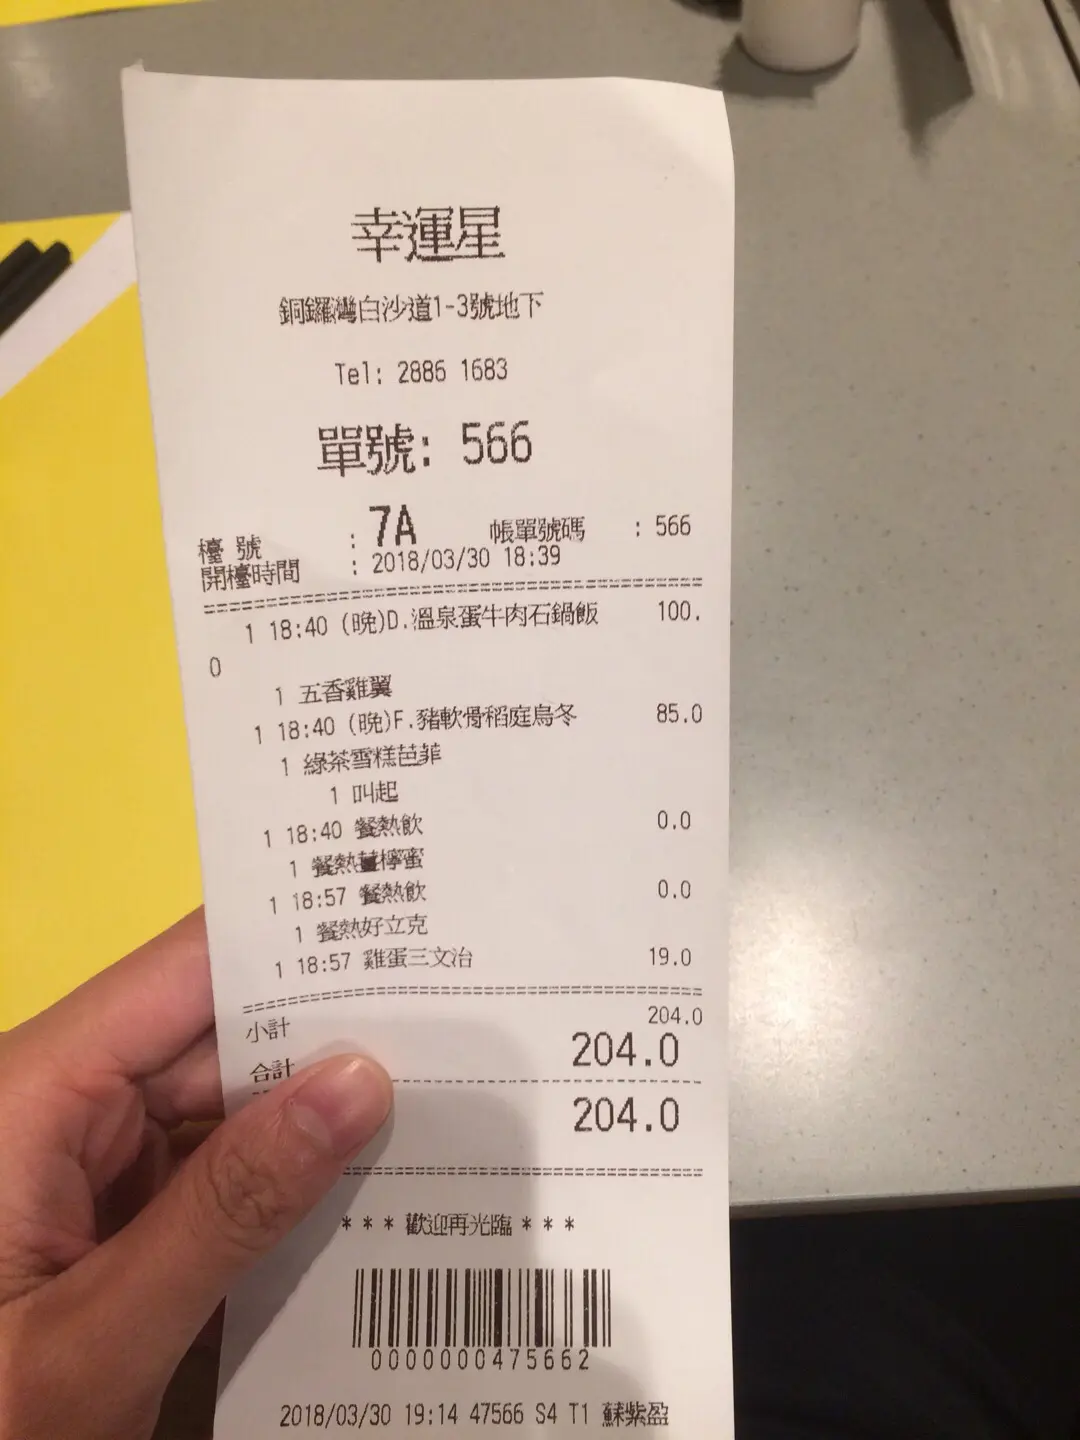 幸運星
銅鑼灣白沙道1-3號地下
Tel: 2886 1683
單號: 566
檯 號 : 7A 帳單號碼 : 566
開檯時間 : 2018/03/30 18:39
1 18:40 (晚)D.溫泉蛋牛肉石鍋飯 100.
0
1 五香雞翼
1 18:40 (晚)F.豬軟骨稻庭烏冬 85.0
1 綠茶雪糕芭菲
1 叫起
1 18:40 餐熱飲 0.0
1 餐熱薑檸蜜
1 18:57 餐熱飲 0.0
1 餐熱好立克
1 18:57 雞蛋三文治 19.0
小計 204.0
合計 204.0
204.0
* * * 歡迎再光臨 * * *
0000000475662
2018/03/30 19:14 47566 S4 T1 蘇紫盈